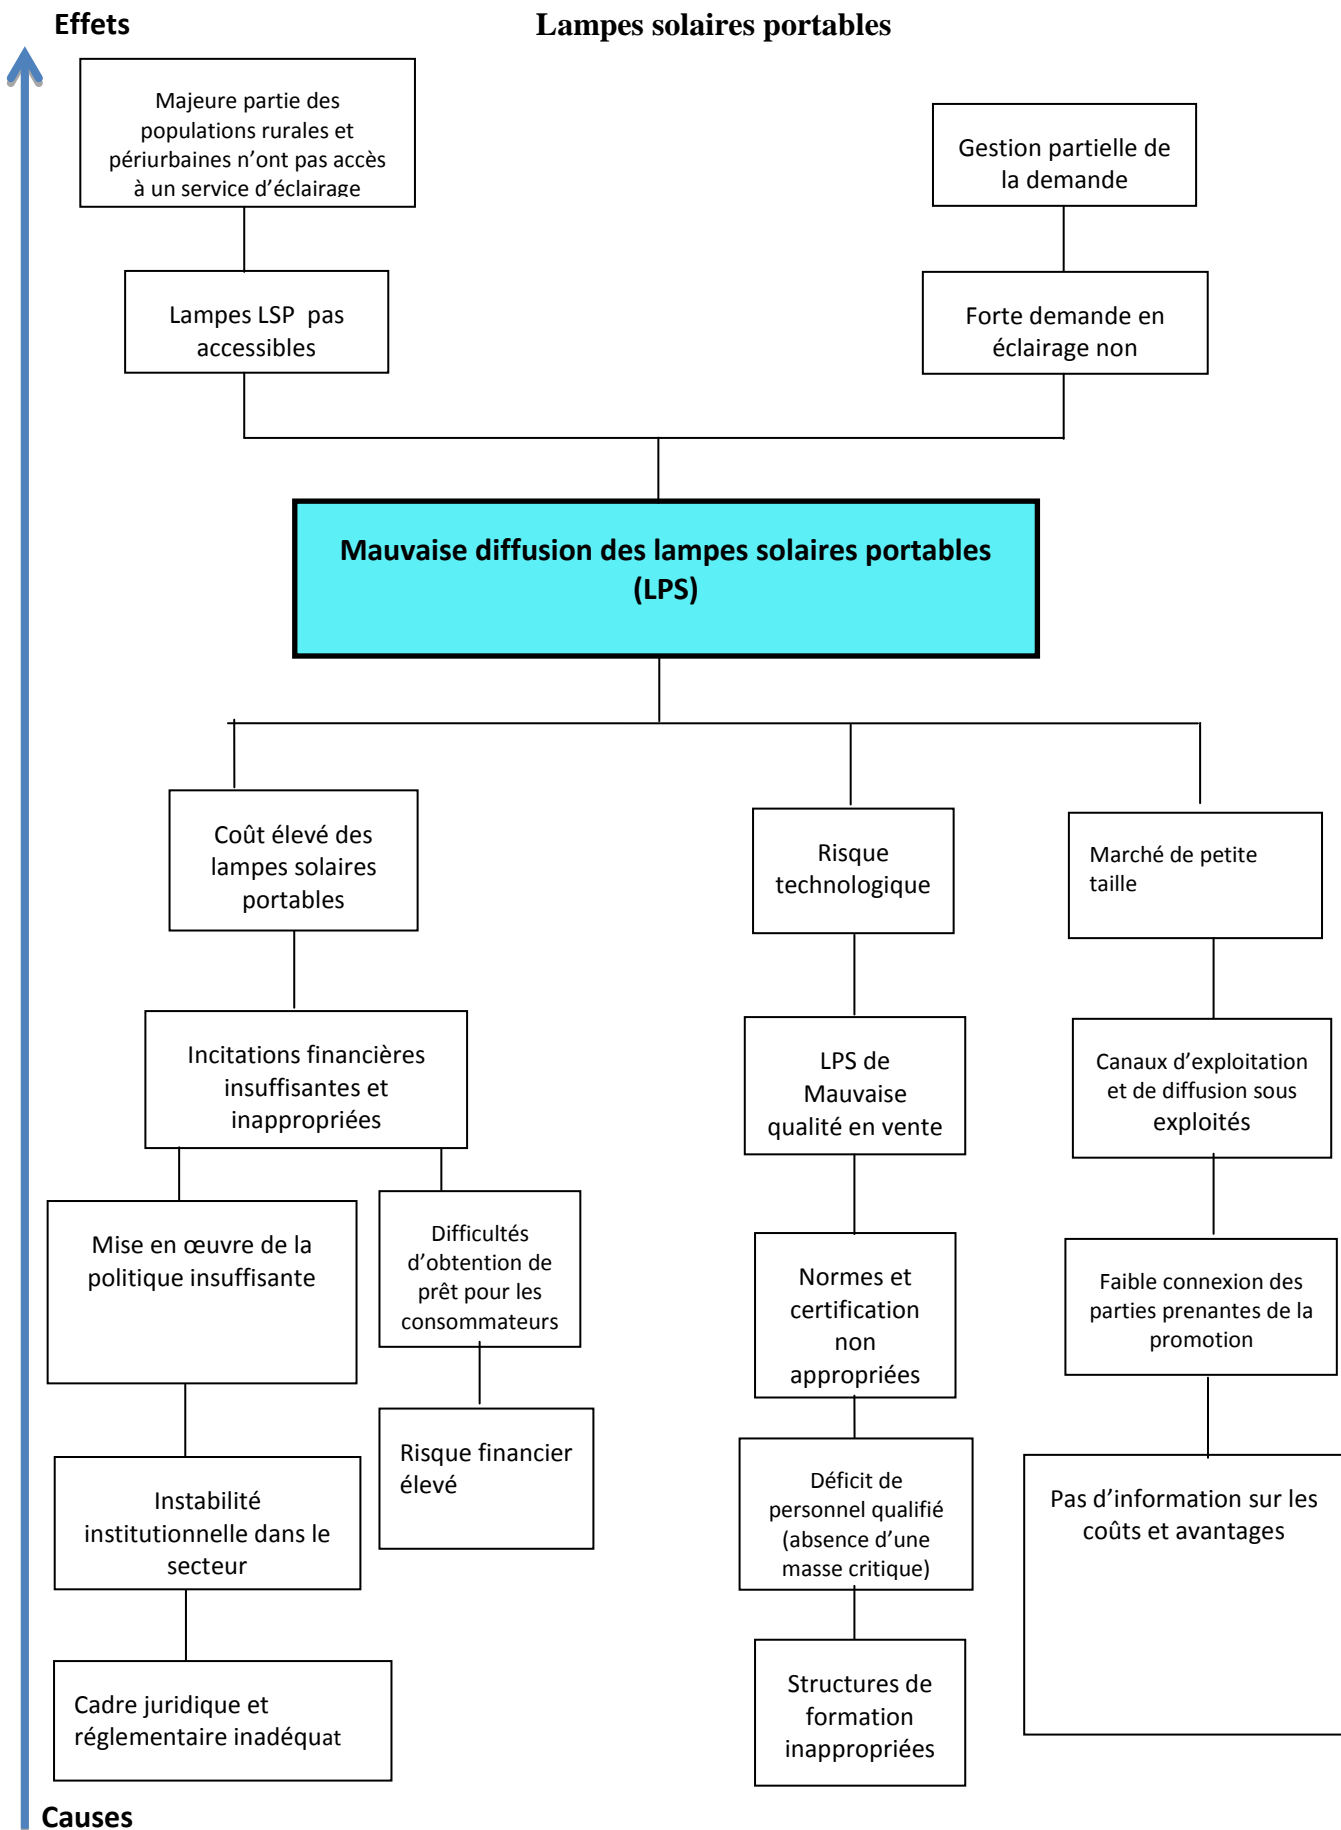 Effets
Lampes solaires portables
Majeure partie des
populations rurales et
périurbaines n’ont pas accès
à un service d’éclairage
Gestion partielle de
la demande
Lampes LSP pas
accessibles
Forte demande en
éclairage non
Mauvaise diffusion des lampes solaires portables
(LPS)
Coût élevé des
lampes solaires
portables
Risque
technologique
Marché de petite
taille
Incitations financières
insuffisantes et
inappropriées
LPS de
Mauvaise
qualité en vente
Canaux d’exploitation
et de diffusion sous
exploités
Mise en œuvre de la
politique insuffisante
Difficultés
d’obtention de
prêt pour les
consommateurs
Normes et
certification
non
appropriées
Faible connexion des
parties prenantes de la
promotion
Instabilité
institutionnelle dans le
secteur
Risque financier
élevé
Déficit de
personnel qualifié
(absence d’une
masse critique)
Pas d’information sur les
coûts et avantages
Cadre juridique et
réglementaire inadéquat
Structures de
formation
inappropriées
Causes